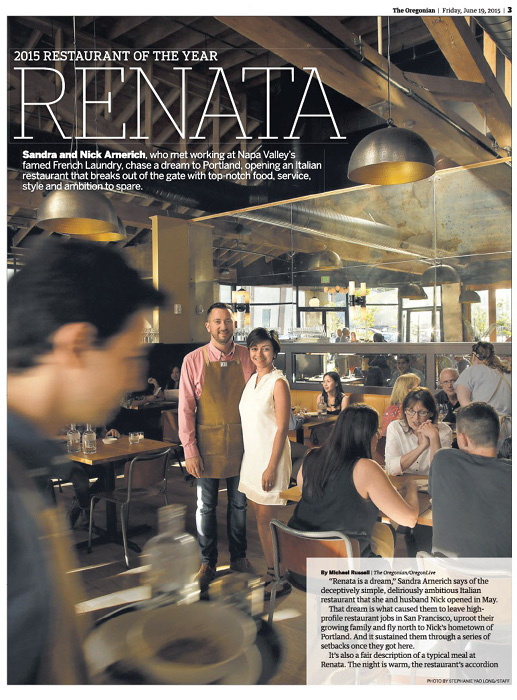 The Oregonian | Friday, June 19, 2015 | 3
2015 RESTAURANT OF THE YEAR
RENATA
Sandra and Nick Arnerich, who met working at Napa Valley's
famed French Laundry, chase a dream to Portland, opening an Italian
restaurant that breaks out of the gate with top-notch food, service,
style and ambition to spare.
By Michael Russell | The Oregonian/OregonLive
"Renata is a dream," Sandra Arnerich says of the
deceptively simple, deliriously ambitious Italian
restaurant that she and husband Nick opened in May.
That dream is what caused them to leave high-
profile restaurant jobs in San Francisco, uproot their
growing family and fly north to Nick's hometown of
Portland. And it sustained them through a series of
setbacks once they got here.
It's also a fair description of a typical meal at
Renata. The night is warm, the restaurant's accordion
PHOTO BY STEPHANIE YAO LONG/STAFF